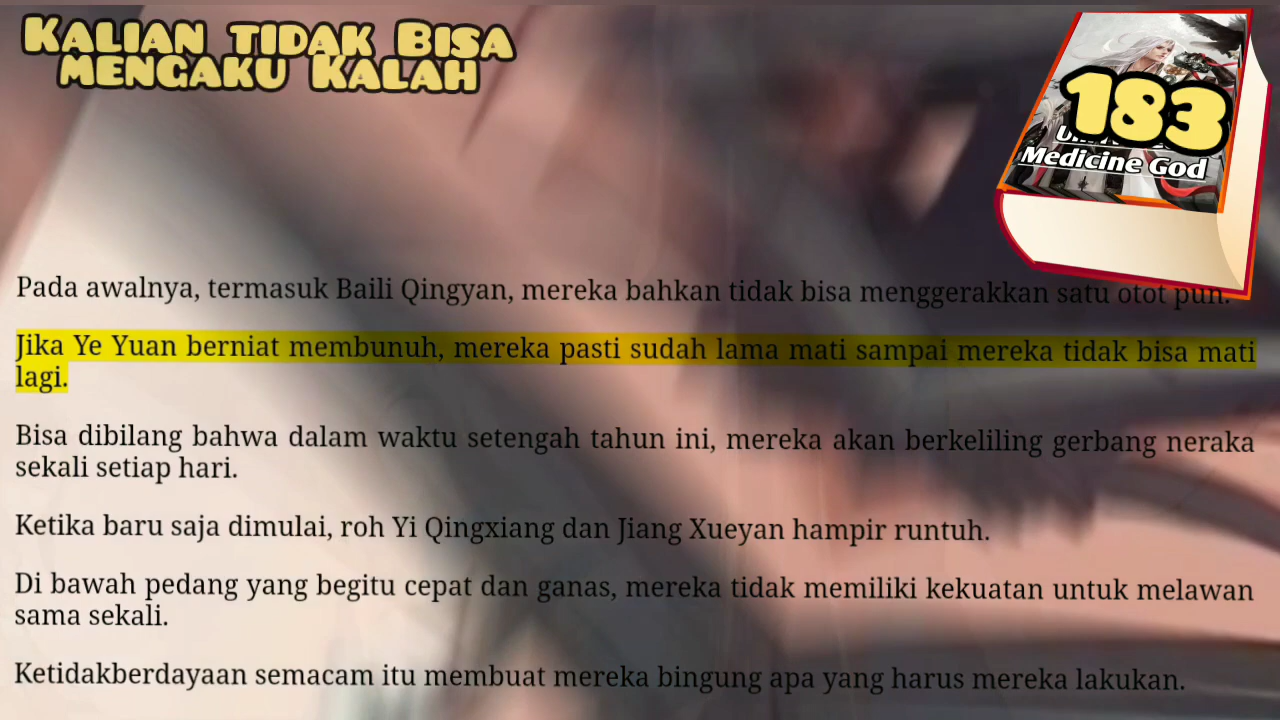 Kalian tidak Bisa
mengaku Kalah
183
Medicine God
Pada awalnya, termasuk Baili Qingyan, mereka bahkan tidak bisa menggerakkan satu otot pun.
Jika Ye Yuan berniat membunuh, mereka pasti sudah lama mati sampai mereka tidak bisa mati
lagi.
Bisa dibilang bahwa dalam waktu setengah tahun ini, mereka akan berkeliling gerbang neraka
sekali setiap hari.
Ketika baru saja dimulai, roh Yi Qingxiang dan Jiang Xueyan hampir runtuh.
Di bawah pedang yang begitu cepat dan ganas, mereka tidak memiliki kekuatan untuk melawan
sama sekali.
Ketidakberdayaan semacam itu membuat mereka bingung apa yang harus mereka lakukan.